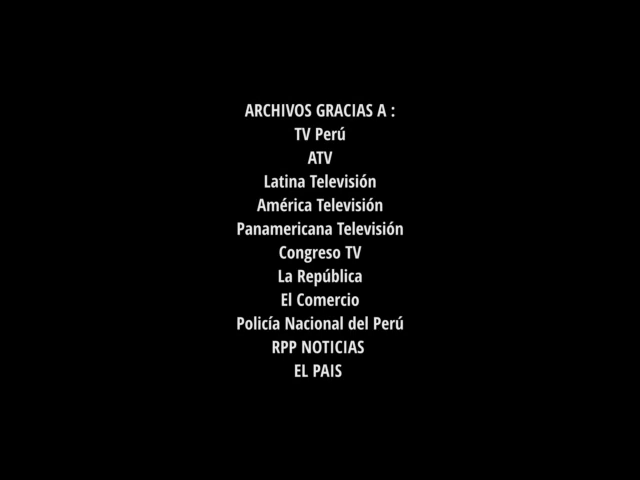 ARCHIVOS GRACIAS A :
TV Perú
ATV
Latina Televisión
América Televisión
Panamericana Televisión
Congreso TV
La República
El Comercio
Policía Nacional del Perú
RPP NOTICIAS
EL PAIS